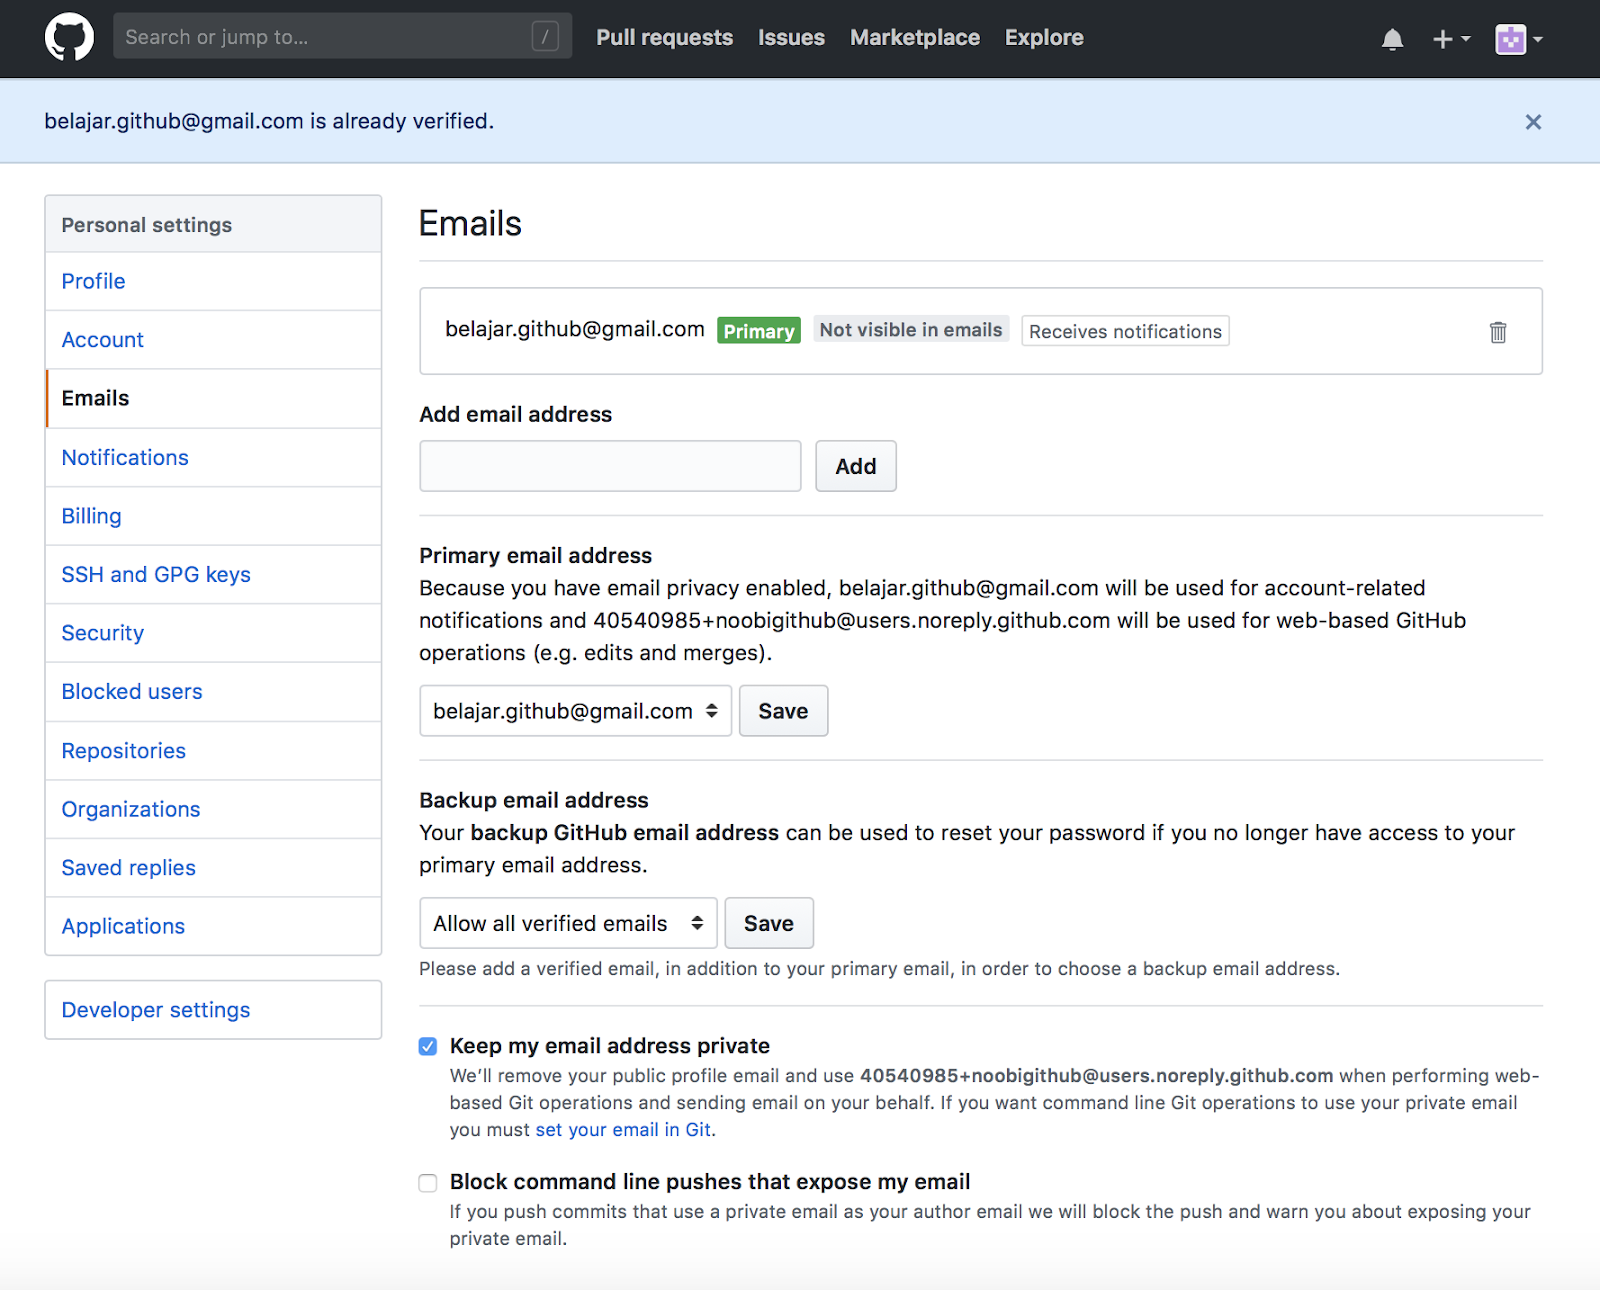 Search or jump to... /
Pull requests Issues Marketplace Explore
belajar.github@gmail.com is already verified.
Personal settings
Profile
Account
Emails
Notifications
Billing
SSH and GPG keys
Security
Blocked users
Repositories
Organizations
Saved replies
Applications
Developer settings
Emails
belajar.github@gmail.com Primary Not visible in emails Receives notifications
Add email address
Add
Primary email address
Because you have email privacy enabled, belajar.github@gmail.com will be used for account-related
notifications and 40540985+noobigithub@users.noreply.github.com will be used for web-based GitHub
operations (e.g. edits and merges).
belajar.github@gmail.com Save
Backup email address
Your backup GitHub email address can be used to reset your password if you no longer have access to your
primary email address.
Allow all verified emails Save
Please add a verified email, in addition to your primary email, in order to choose a backup email address.
Keep my email address private
We’ll remove your public profile email and use 40540985+noobigithub@users.noreply.github.com when performing web-
based Git operations and sending email on your behalf. If you want command line Git operations to use your private email
you must set your email in Git.
Block command line pushes that expose my email
If you push commits that use a private email as your author email we will block the push and warn you about exposing your
private email.